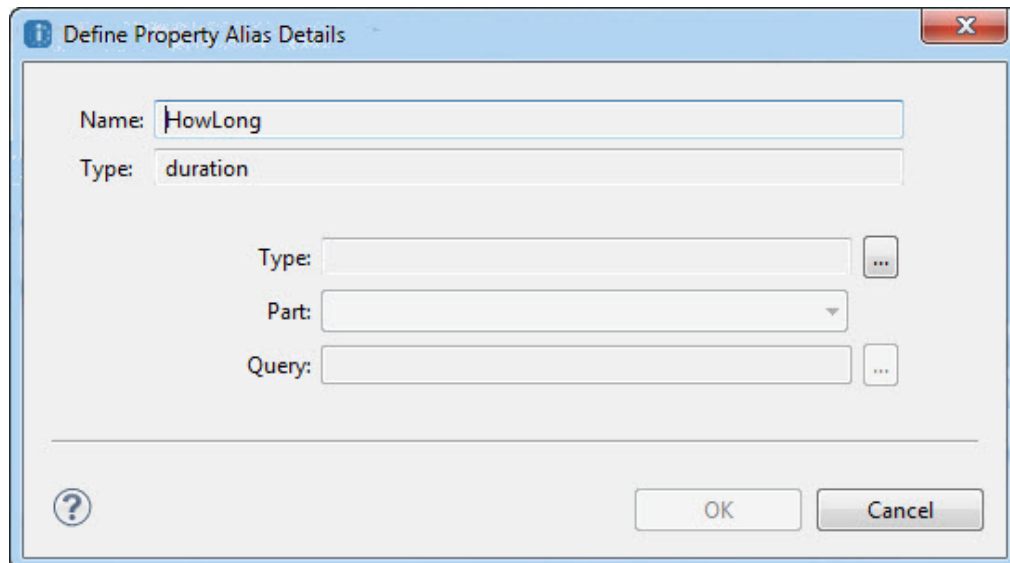 Define Property Alias Details
Name: HowLong
Type: duration
Type: ...
Part:
Query: ...
? OK Cancel